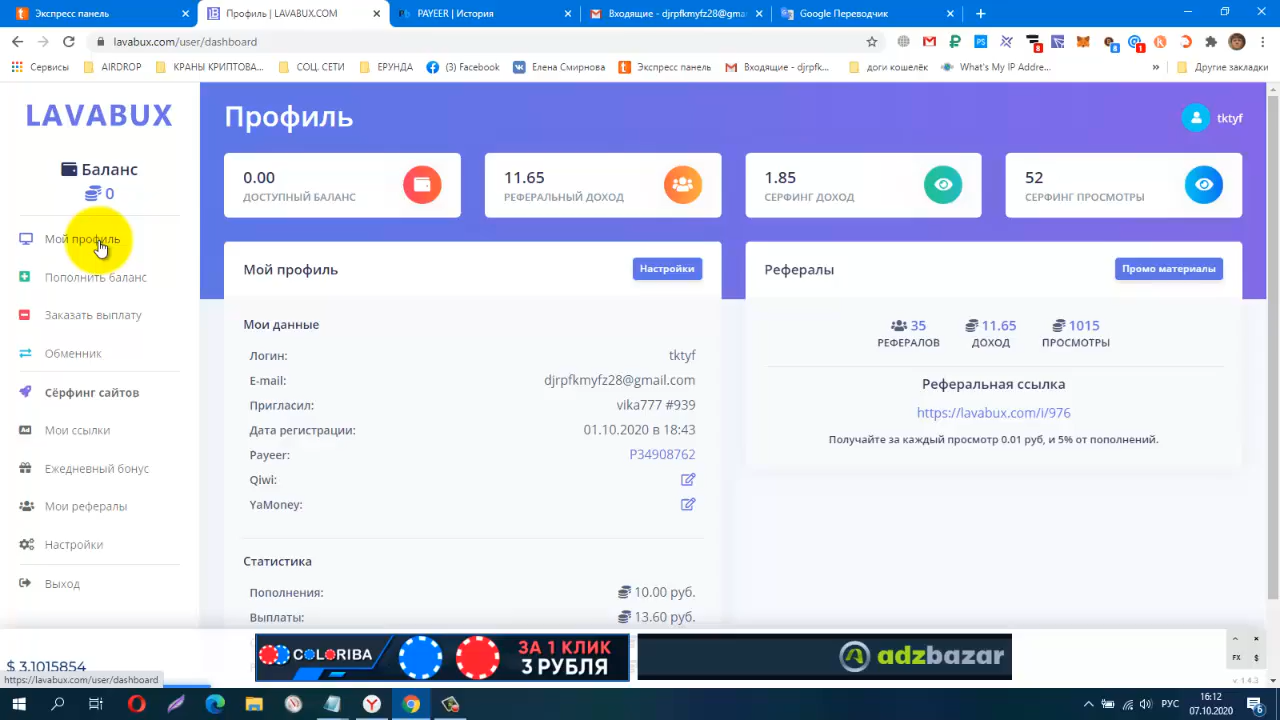 Экспресс панель
Профиль | LAVABUX.COM
PAYEER | История
Входящие - djrpfkmyfz28@gmai
Google Переводчик
lavabux.com/user/dashboard
Сервисы
AIRDROP
КРАНЫ КРИПТОВА...
СОЦ. СЕТИ
ЕРУНДА
(3) Facebook
Елена Смирнова
Экспресс панель
Входящие - djrpfk...
доги кошелёк
What's My IP Addre...
Другие закладки
LAVABUX
Баланс
0
Мой профиль
Пополнить баланс
Заказать выплату
Обменник
Сёрфинг сайтов
Мои ссылки
Ежедневный бонус
Мои рефералы
Настройки
Выход
$ 3.1015854
https://lavabux.com/user/dashboard
Профиль
tktyf
0.00
ДОСТУПНЫЙ БАЛАНС
11.65
РЕФЕРАЛЬНЫЙ ДОХОД
1.85
СЕРФИНГ ДОХОД
52
СЕРФИНГ ПРОСМОТРЫ
Мой профиль
Настройки
Мои данные
Логин: tktyf
E-mail: djrpfkmyfz28@gmail.com
Пригласил: vika777 #939
Дата регистрации: 01.10.2020 в 18:43
Payeer: P34908762
Qiwi:
YaMoney:
Статистика
Пополнения: 10.00 руб.
Выплаты: 13.60 руб.
Рефералы
Промо материалы
35 11.65 1015
РЕФЕРАЛОВ ДОХОД ПРОСМОТРЫ
Реферальная ссылка
https://lavabux.com/i/976
Получайте за каждый просмотр 0.01 руб, и 5% от пополнений.
COLORIBA
ЗА 1 КЛИК
3 РУБЛЯ
adzbazar
FX $
v: 1.4.3
РУС
16:12
07.10.2020